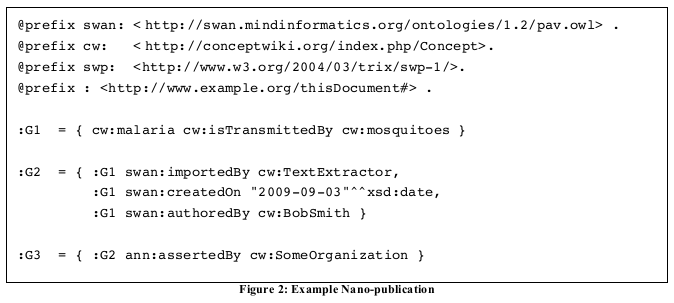 @prefix swan: < http://swan.mindinformatics.org/ontologies/1.2/pav.owl> .
@prefix cw: <http://conceptwiki.org/index.php/Concept>.
@prefix swp: <http://www.w3.org/2004/03/trix/swp-1/>.
@prefix : <http://www.example.org/thisDocument#> .
:G1 = { cw:malaria cw:isTransmittedBy cw:mosquitoes }
:G2 = { :G1 swan:importedBy cw:TextExtractor,
:G1 swan:createdOn "2009-09-03"^^xsd:date,
:G1 swan:authoredBy cw:BobSmith }
:G3 = { :G2 ann:assertedBy cw:SomeOrganization }
Figure 2: Example Nano-publication